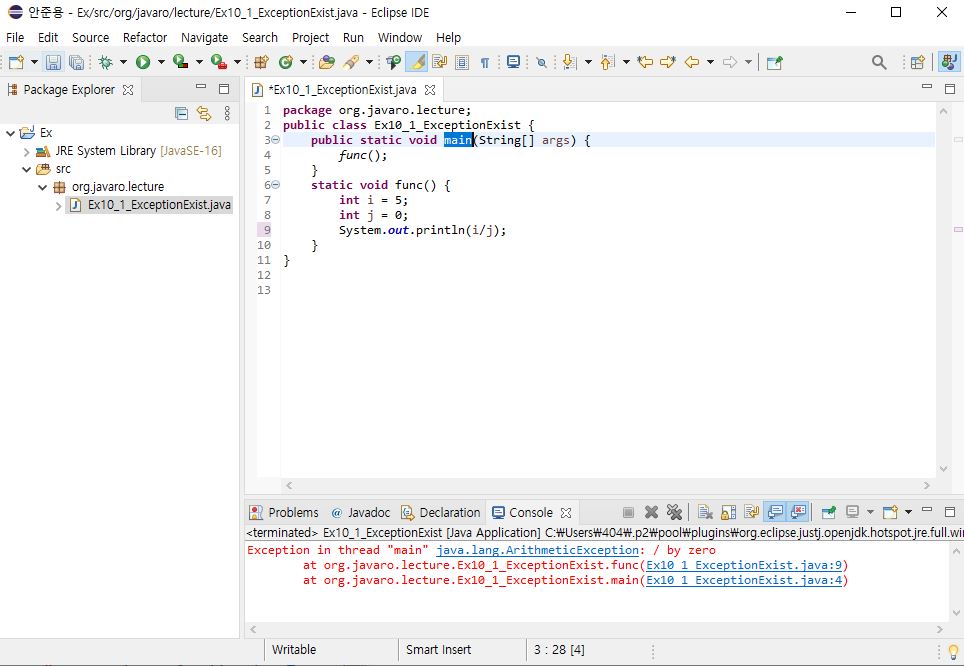 안준용 - Ex/src/org/javaro/lecture/Ex10_1_ExceptionExist.java - Eclipse IDE
File Edit Source Refactor Navigate Search Project Run Window Help
Package Explorer
Ex
JRE System Library [JavaSE-16]
src
org.javaro.lecture
Ex10_1_ExceptionExist.java
*Ex10_1_ExceptionExist.java
1 package org.javaro.lecture;
2 public class Ex10_1_ExceptionExist {
3 public static void main(String[] args) {
4 func();
5 }
6 static void func() {
7 int i = 5;
8 int j = 0;
9 System.out.println(i/j);
10 }
11 }
12
13
Problems Javadoc Declaration Console
<terminated> Ex10_1_ExceptionExist [Java Application] C:₩Users₩404₩.p2₩pool₩plugins₩org.eclipse.justj.openjdk.hotspot.jre.full.wi
Exception in thread "main" java.lang.ArithmeticException: / by zero
at org.javaro.lecture.Ex10_1_ExceptionExist.func(Ex10_1_ExceptionExist.java:9)
at org.javaro.lecture.Ex10_1_ExceptionExist.main(Ex10_1_ExceptionExist.java:4)
Writable Smart Insert 3 : 28 [4]